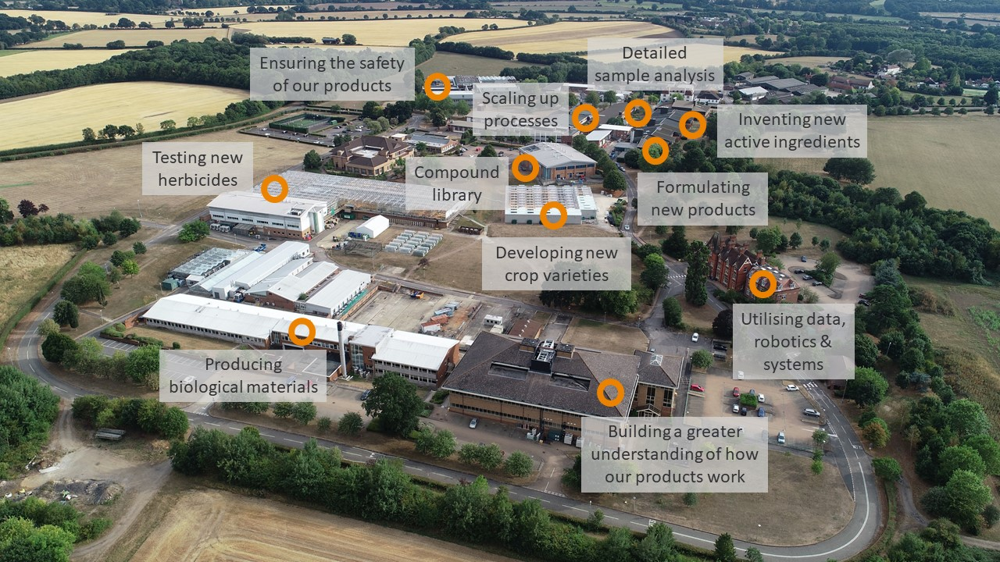 Ensuring the safety
of our products
Detailed
sample analysis
Scaling up
processes
Inventing new
active ingredients
Testing new
herbicides
Compound
library
Formulating
new products
Developing new
crop varieties
Utilising data,
robotics &
systems
Producing
biological materials
Building a greater
understanding of how
our products work